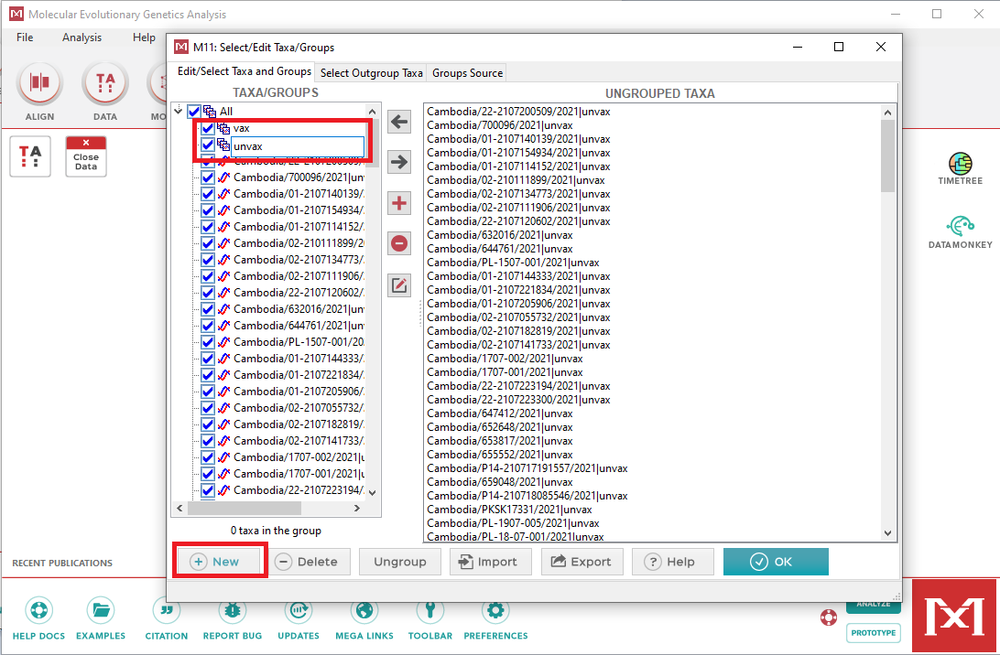 Molecular Evolutionary Genetics Analysis
File Analysis Help
M11: Select/Edit Taxa/Groups
Edit/Select Taxa and Groups Select Outgroup Taxa Groups Source
TAXA/GROUPS
All
vax
unvax
Cambodia/22-2107200509/
Cambodia/700096/2021|un
Cambodia/01-2107140139/
Cambodia/01-2107154934/
Cambodia/01-2107114152/
Cambodia/02-210111899/20
Cambodia/02-2107134773/
Cambodia/02-2107111906/
Cambodia/22-2107120602/
Cambodia/632016/2021|un
Cambodia/644761/2021|un
Cambodia/PL-1507-001/20
Cambodia/01-2107144333/
Cambodia/01-2107221834/
Cambodia/01-2107205906/
Cambodia/02-2107055732/
Cambodia/02-2107182819/
Cambodia/02-2107141733/
Cambodia/1707-002/2021|u
Cambodia/1707-001/2021|u
Cambodia/22-2107223194/
0 taxa in the group
UNGROUPED TAXA
Cambodia/22-2107200509/2021|unvax
Cambodia/700096/2021|unvax
Cambodia/01-2107140139/2021|unvax
Cambodia/01-2107154934/2021|unvax
Cambodia/01-2107114152/2021|unvax
Cambodia/02-210111899/2021|unvax
Cambodia/02-2107134773/2021|unvax
Cambodia/02-2107111906/2021|unvax
Cambodia/22-2107120602/2021|unvax
Cambodia/632016/2021|unvax
Cambodia/644761/2021|unvax
Cambodia/PL-1507-001/2021|unvax
Cambodia/01-2107144333/2021|unvax
Cambodia/01-2107221834/2021|unvax
Cambodia/01-2107205906/2021|unvax
Cambodia/02-2107055732/2021|unvax
Cambodia/02-2107182819/2021|unvax
Cambodia/02-2107141733/2021|unvax
Cambodia/1707-002/2021|unvax
Cambodia/1707-001/2021|unvax
Cambodia/22-2107223194/2021|unvax
Cambodia/22-2107223300/2021|unvax
Cambodia/647412/2021|unvax
Cambodia/652648/2021|unvax
Cambodia/653817/2021|unvax
Cambodia/655552/2021|unvax
Cambodia/P14-210717191557/2021|unvax
Cambodia/659048/2021|unvax
Cambodia/P14-210718085546/2021|unvax
Cambodia/PKSK17331/2021|unvax
Cambodia/PL-1907-005/2021|unvax
Cambodia/PL-18-07-001/2021|unvax
New Delete Ungroup Import Export Help OK
ALIGN DATA MO
TA
TA
Close
Data
TIMETREE
DATAMONKEY
RECENT PUBLICATIONS
HELP DOCS EXAMPLES CITATION REPORT BUG UPDATES MEGA LINKS TOOLBAR PREFERENCES
ANALYZE
PROTOTYPE